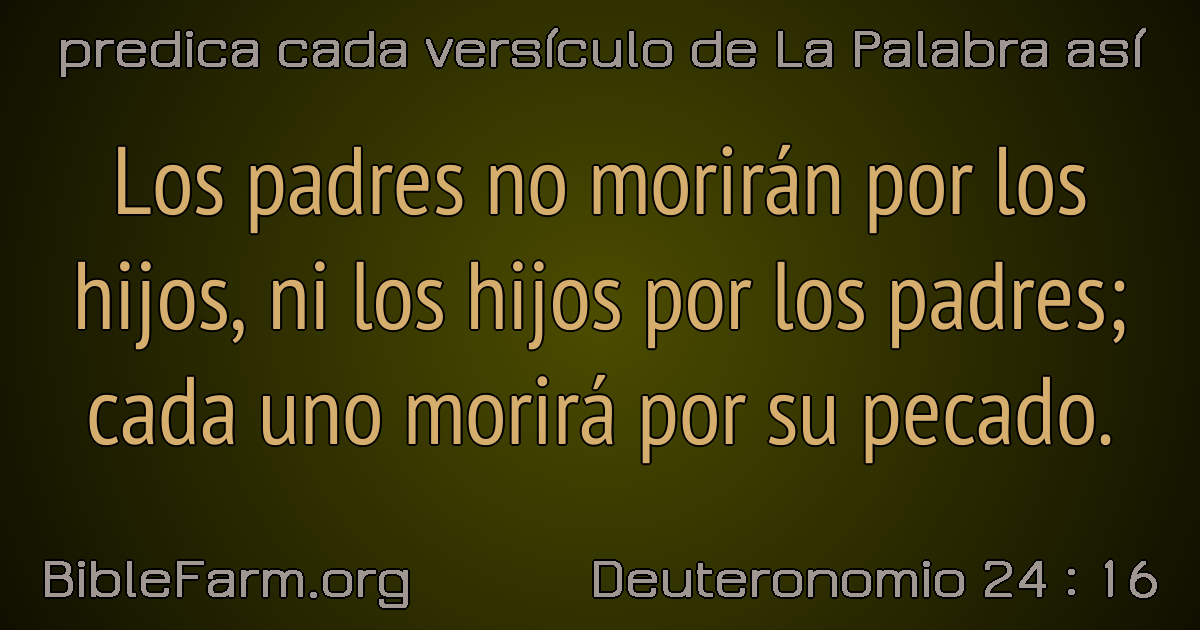 predica cada versículo de La Palabra así
Los padres no morirán por los
hijos, ni los hijos por los padres;
cada uno morirá por su pecado.
BibleFarm.org
Deuteronomio 24 : 16